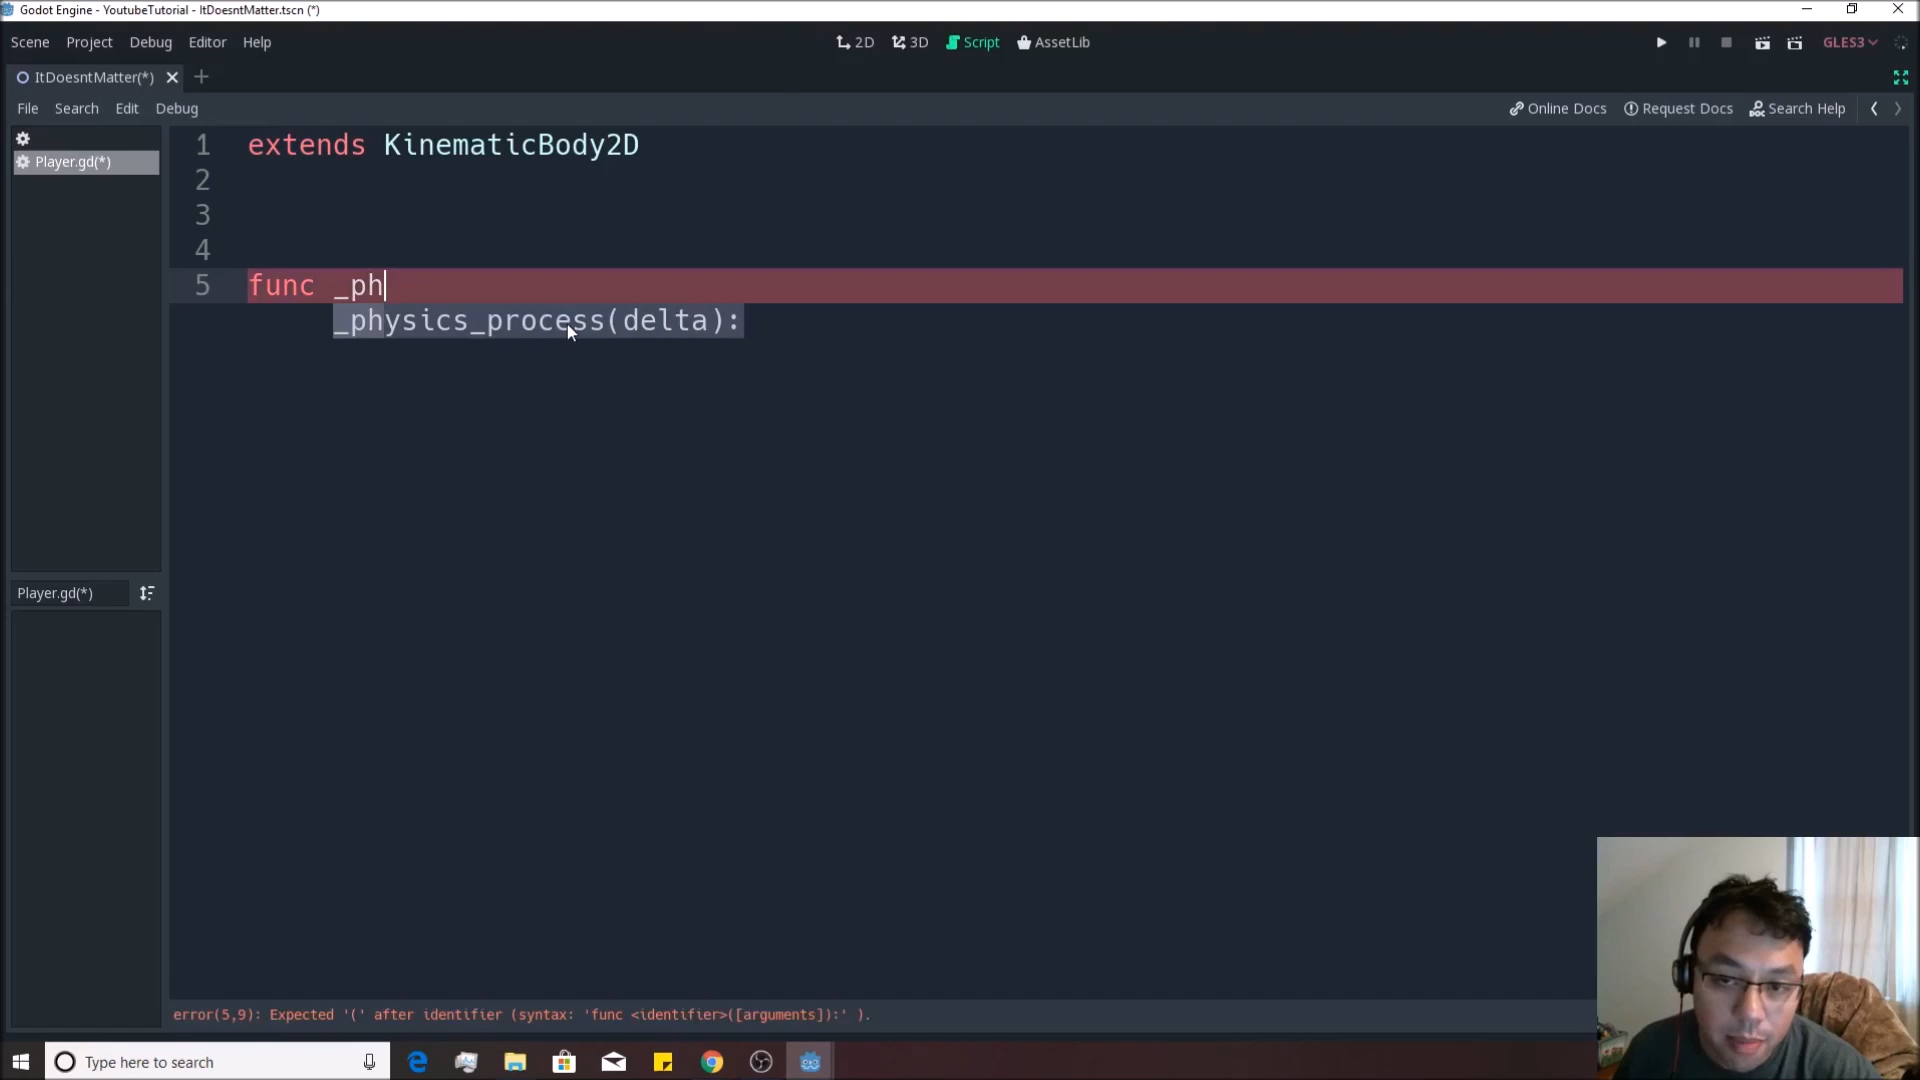 Godot Engine - YoutubeTutorial - ItDoesntMatter.tscn (*)
Scene Project Debug Editor Help 2D 3D Script AssetLib GLES3
ItDoesntMatter(*)
File Search Edit Debug Online Docs Request Docs Search Help
Player.gd(*)
1 extends KinematicBody2D
2
3
4
5 func _ph
_physics_process(delta):
Player.gd(*)
error(5,9): Expected '(' after identifier (syntax: 'func <identifier>([arguments]):' ).
Type here to search